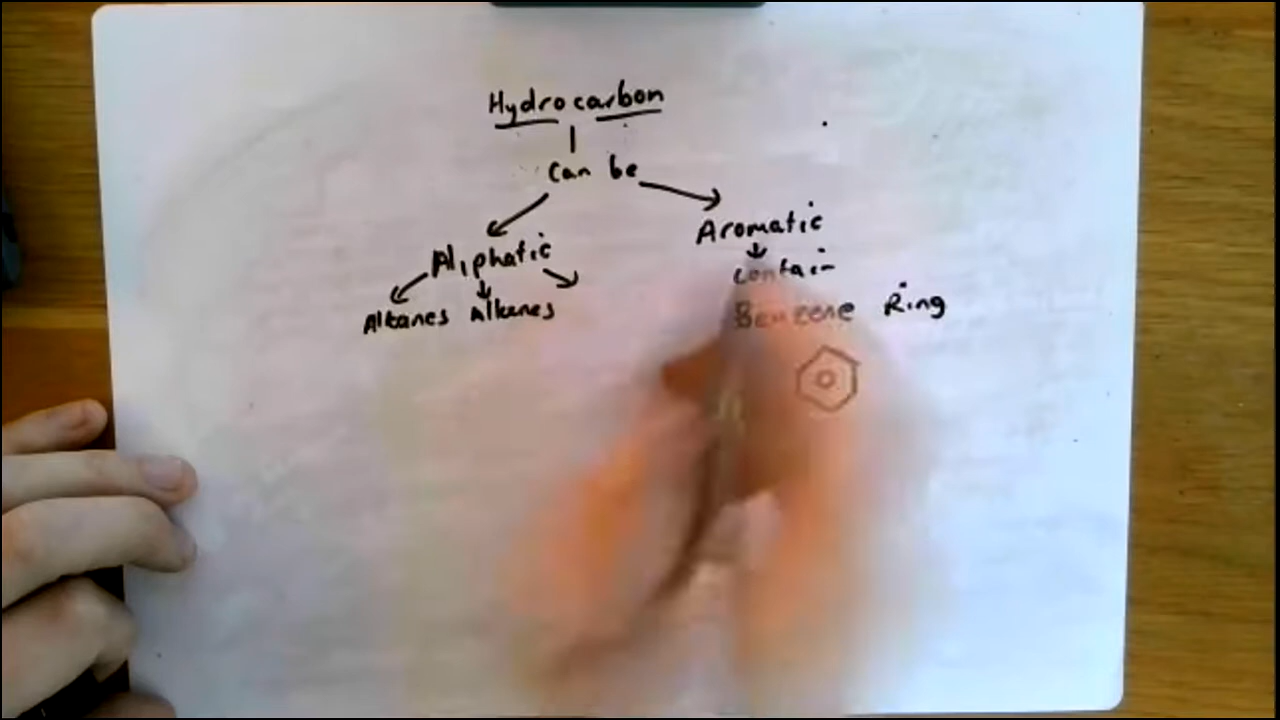 Hydrocarbon
Can be
Aliphatic
Aromatic
Contain
Alkanes Alkenes
Benzene Ring